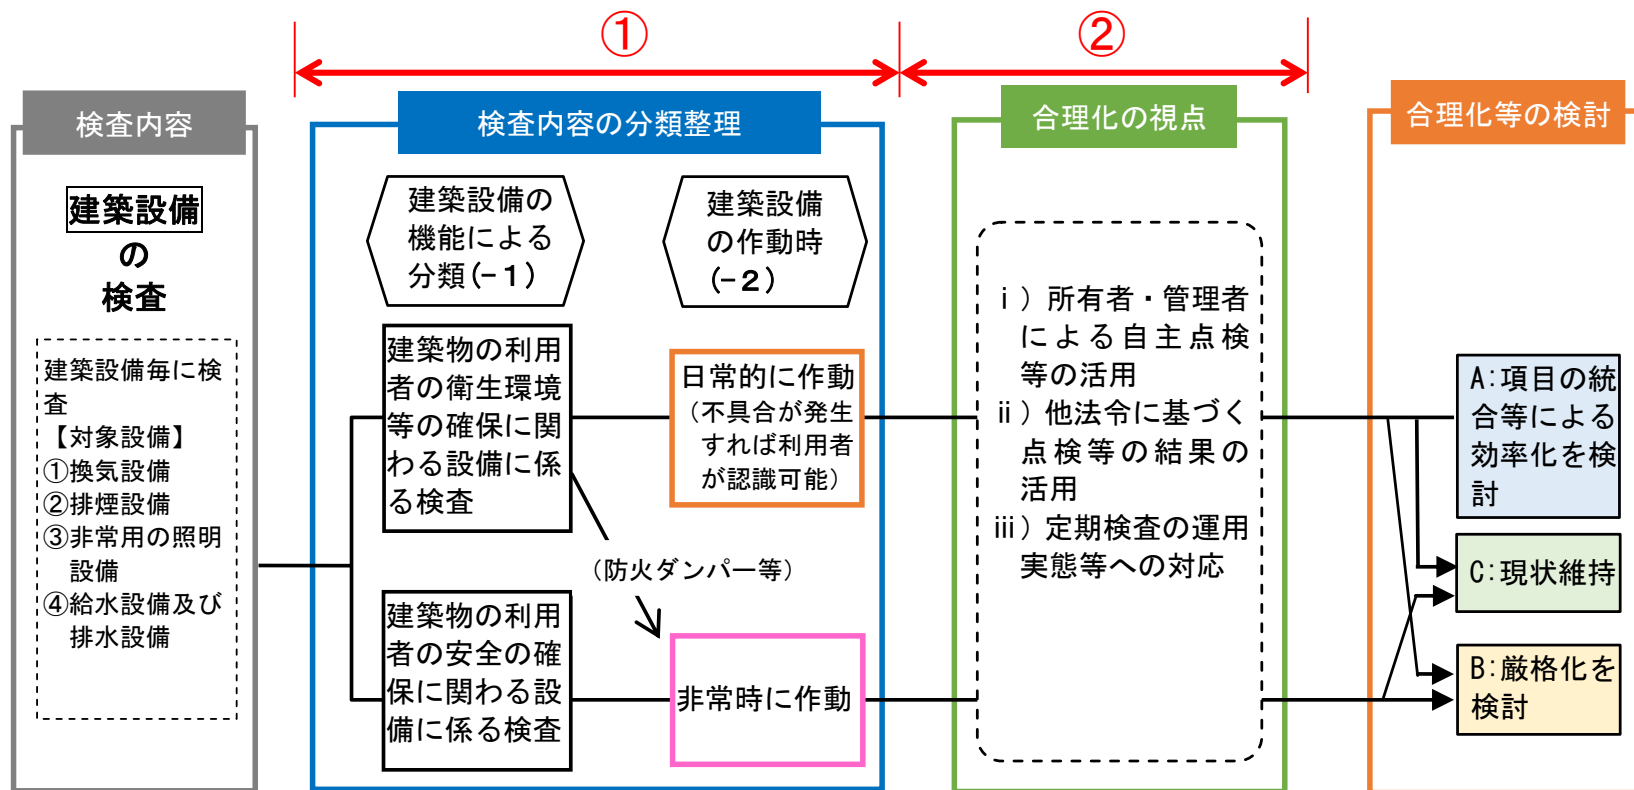 ①
②
検査内容
建築設備
の
検査
建築設備毎に検
査
【対象設備】
①換気設備
②排煙設備
③非常用の照明
設備
④給水設備及び
排水設備
検査内容の分類整理
建築設備の
機能による
分類(-1)
建築設備
の作動時
(-2)
建築物の利用
者の衛生環境
等の確保に関
わる設備に係
る検査
日常的に作動
（不具合が発生
すれば利用者
が認識可能）
（防火ダンパー等）
建築物の利用
者の安全の確
保に関わる設
備に係る検査
非常時に作動
合理化の視点
ⅰ）所有者・管理者
による自主点検
等の活用
ⅱ）他法令に基づく
点検等の結果の
活用
ⅲ）定期検査の運用
実態等への対応
合理化等の検討
A:項目の統
合等による
効率化を検
討
C:現状維持
B:厳格化を
検討